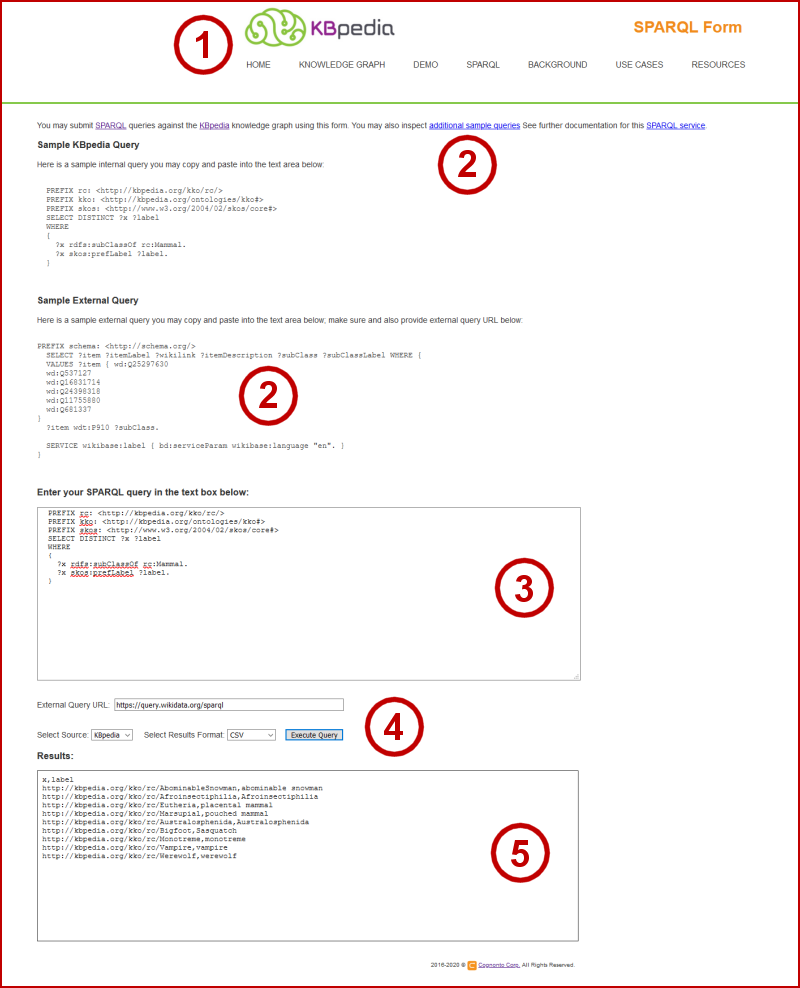 1
KBpedia
SPARQL Form
HOME KNOWLEDGE GRAPH DEMO SPARQL BACKGROUND USE CASES RESOURCES
You may submit SPARQL queries against the KBpedia knowledge graph using this form. You may also inspect additional sample queries See further documentation for this SPARQL service.
Sample KBpedia Query
2
Here is a sample internal query you may copy and paste into the text area below:
PREFIX rc: <http://kbpedia.org/kko/rc/>
PREFIX kko: <http://kbpedia.org/ontologies/kko#>
PREFIX skos: <http://www.w3.org/2004/02/skos/core#>
SELECT DISTINCT ?x ?label
WHERE
{
?x rdfs:subClassOf rc:Mammal.
?x skos:prefLabel ?label.
}
Sample External Query
Here is a sample external query you may copy and paste into the text area below; make sure and also provide external query URL below:
PREFIX schema: <http://schema.org/>
SELECT ?item ?itemLabel ?wikilink ?itemDescription ?subClass ?subClassLabel WHERE {
VALUES ?item { wd:Q25297630
wd:Q537127
wd:Q16831714
wd:Q24398318
wd:Q11755880
wd:Q681337
}
?item wdt:P910 ?subClass.
2
SERVICE wikibase:label { bd:serviceParam wikibase:language "en". }
}
Enter your SPARQL query in the text box below:
PREFIX rc: <http://kbpedia.org/kko/rc/>
PREFIX kko: <http://kbpedia.org/ontologies/kko#>
PREFIX skos: <http://www.w3.org/2004/02/skos/core#>
SELECT DISTINCT ?x ?label
WHERE
{
?x rdfs:subClassOf rc:Mammal.
?x skos:prefLabel ?label.
}
3
External Query URL: https://query.wikidata.org/sparql
4
Select Source: KBpedia Select Results Format: CSV Execute Query
Results:
x,label
http://kbpedia.org/kko/rc/AbominableSnowman,abominable snowman
http://kbpedia.org/kko/rc/Afroinsectiphilia,Afroinsectiphilia
http://kbpedia.org/kko/rc/Eutheria,placental mammal
http://kbpedia.org/kko/rc/Marsupial,pouched mammal
http://kbpedia.org/kko/rc/Australosphenida,Australosphenida
http://kbpedia.org/kko/rc/Bigfoot,Sasquatch
http://kbpedia.org/kko/rc/Monotreme,monotreme
http://kbpedia.org/kko/rc/Vampire,vampire
http://kbpedia.org/kko/rc/Werewolf,werewolf
5
2016-2020 © Cognonto Corp. All Rights Reserved.